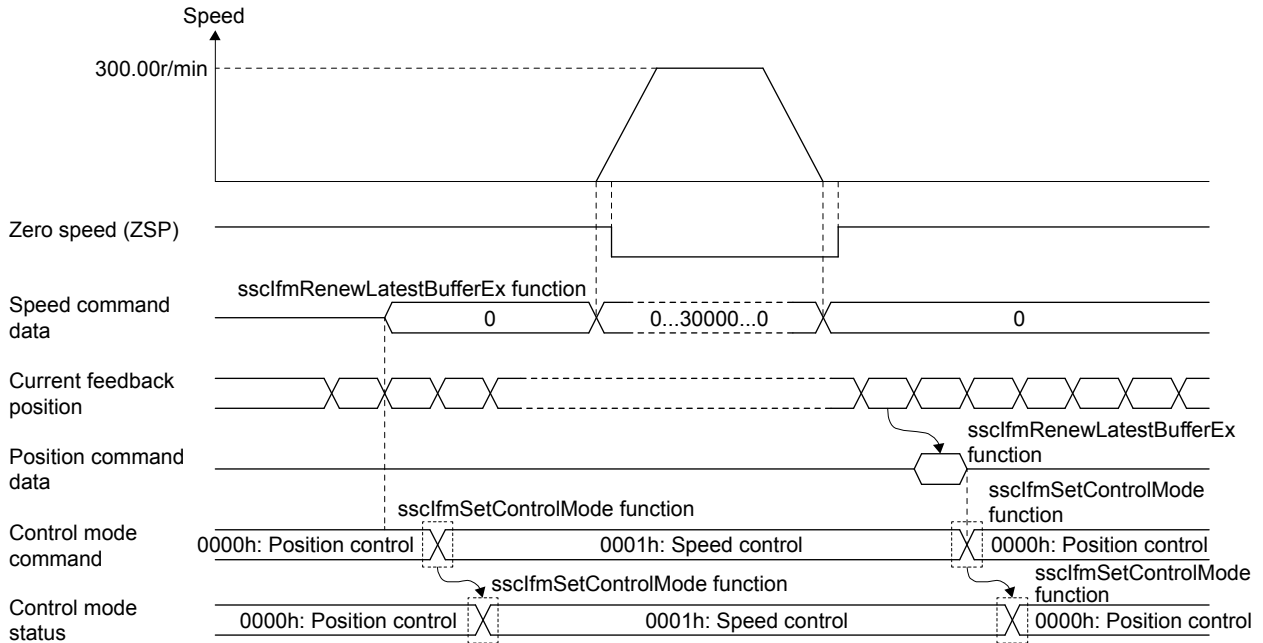 Speed
300.00r/min
Zero speed (ZSP)
sscIfmRenewLatestBufferEx function
Speed command
data
0
0...30000...0
0
Current feedback
position
sscIfmRenewLatestBufferEx
function
Position command
data
sscIfmSetControlMode
function
sscIfmSetControlMode function
Control mode
command
0000h: Position control
0001h: Speed control
0000h: Position control
sscIfmSetControlMode function
sscIfmSetControlMode
function
Control mode
status
0000h: Position control
0001h: Speed control
0000h: Position control